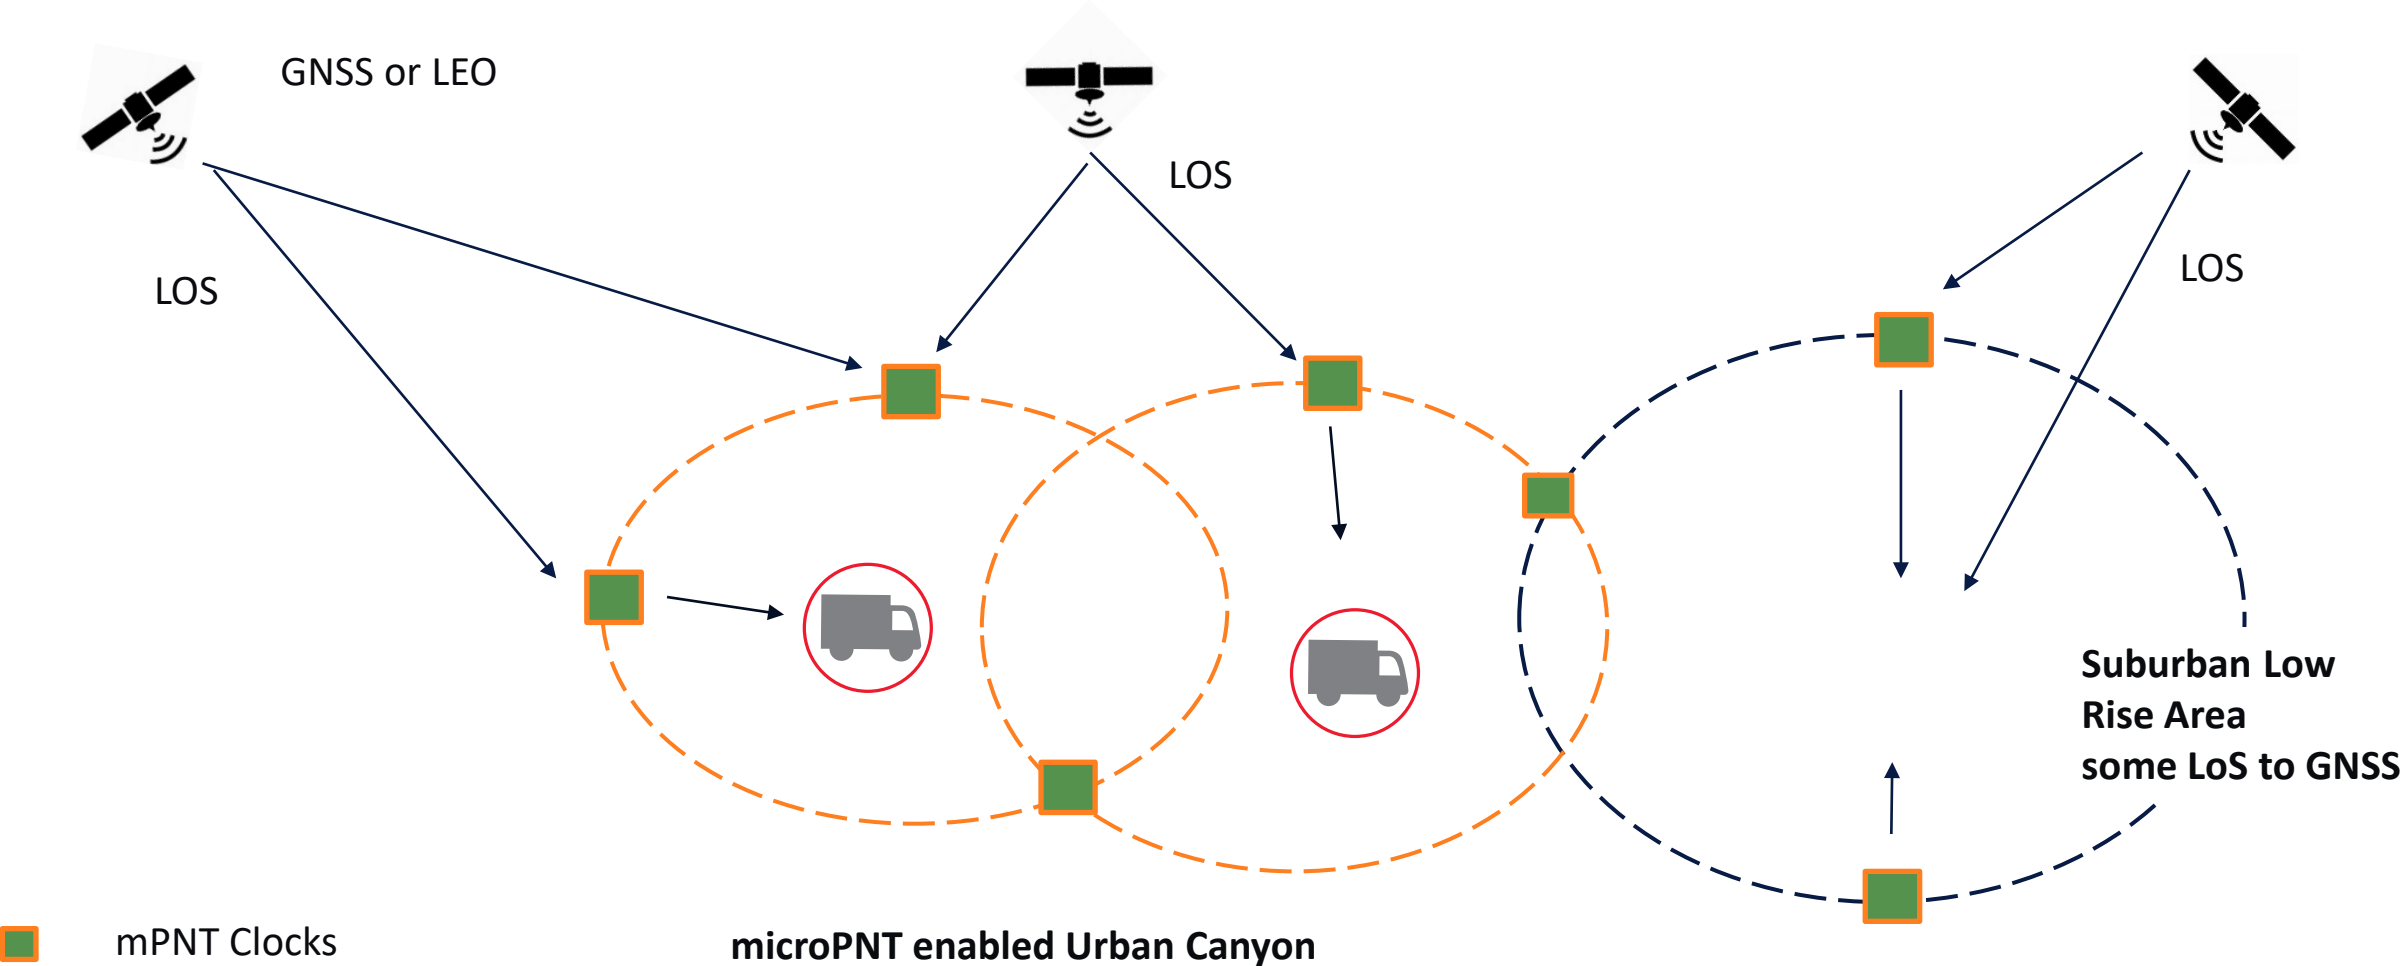 GNSS or LEO
LOS
LOS
LOS
Suburban Low
Rise Area
some LoS to GNSS
mPNT Clocks
microPNT enabled Urban Canyon